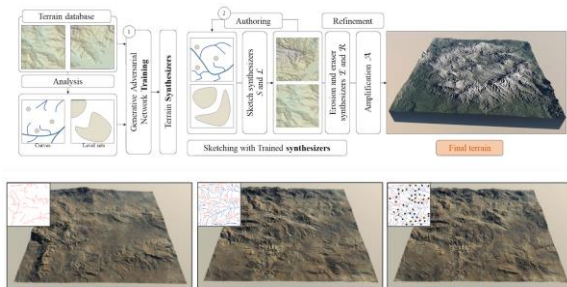 Terrain database
Analysis
Curves
Level sets
1
Generative Adversarial
Network Training
Terrain Synthesizers
2
Authoring
Sketch synthesizers
𝒮 and ℒ
Sketching with Trained synthesizers
Refinement
Erosion and eraser
synthesizers ℰ and ℛ
Amplification 𝒜
Final terrain